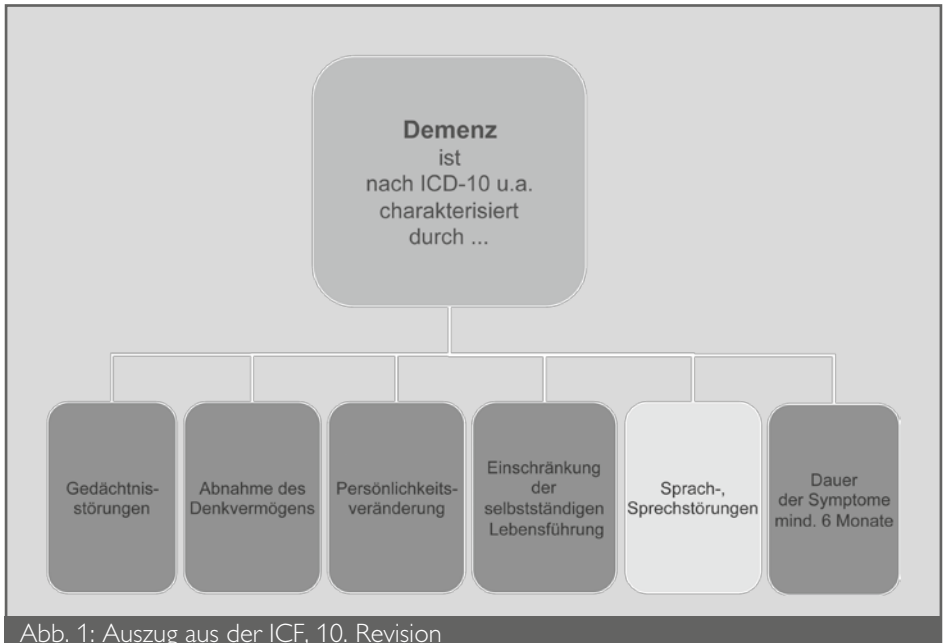 Demenz
ist
nach ICD-10 u.a.
charakterisiert
durch ...
Gedächtnis-
störungen
Abnahme des
Denkvermögens
Persönlichkeits-
veränderung
Einschränkung
der
selbstständigen
Lebensführung
Sprach-,
Sprechstörungen
Dauer
der Symptome
mind. 6 Monate
Abb. 1: Auszug aus der ICF, 10. Revision